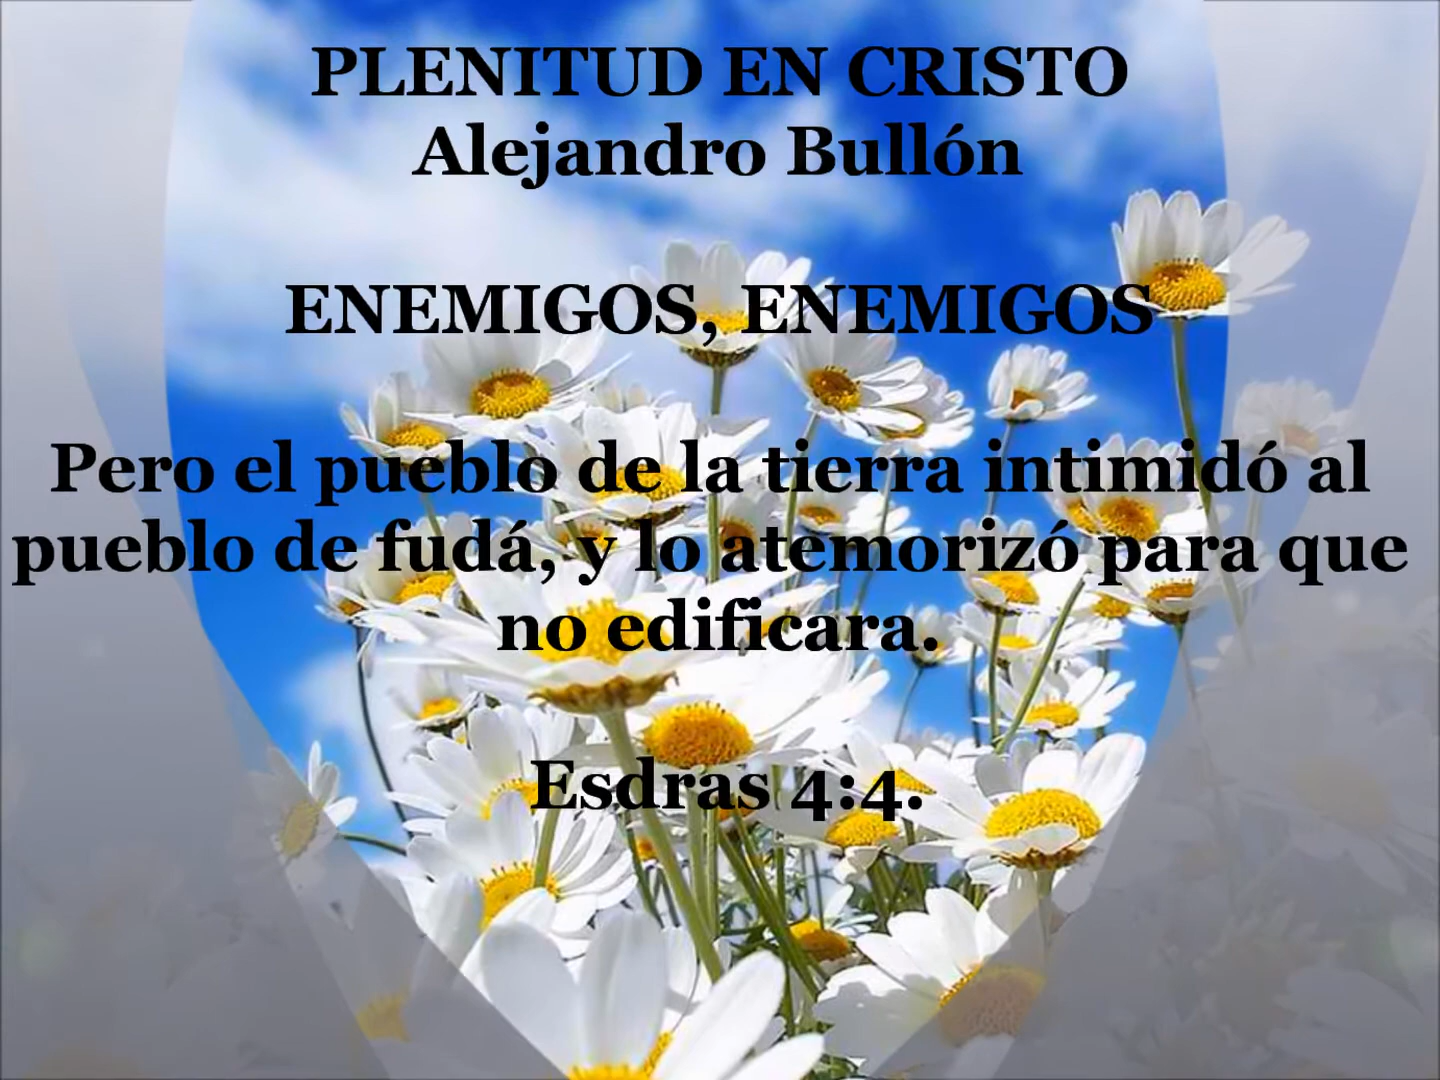 PLENITUD EN CRISTO
Alejandro Bullón
ENEMIGOS, ENEMIGOS
Pero el pueblo de la tierra intimidó al
pueblo de fudá, y lo atemorizó para que
no edificara.
Esdras 4:4.